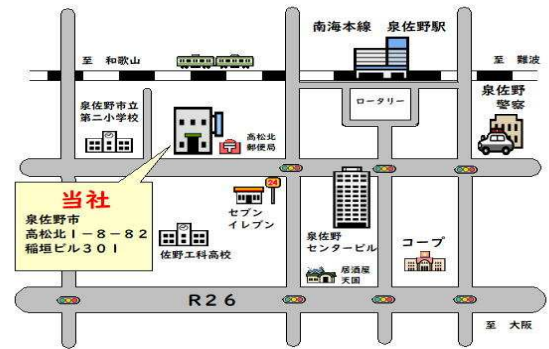 南海本線 泉佐野駅
至 和歌山
至 難波
泉佐野市立
第二小学校
高松北
郵便局
ロータリー
泉佐野
警察
当社
泉佐野市
高松北1-8-82
稲垣ビル301
24
セブン
イレブン
佐野工科高校
泉佐野
センタービル
コープ
居酒屋
天国
R26
至 大阪